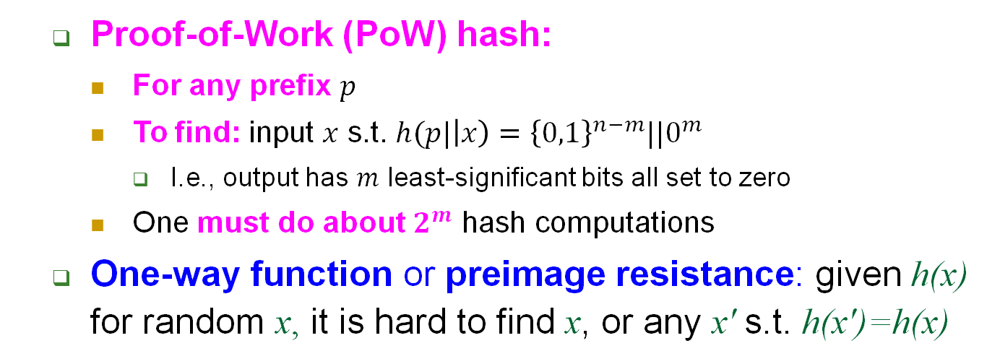 Proof-of-Work (PoW) hash:
For any prefix p
To find: input x s.t. h(p||x) = {0,1}ⁿ⁻ᵐ||0ᵐ
I.e., output has m least-significant bits all set to zero
One must do about 2ᵐ hash computations
One-way function or preimage resistance: given h(x)
for random x, it is hard to find x, or any x′ s.t. h(x')=h(x)